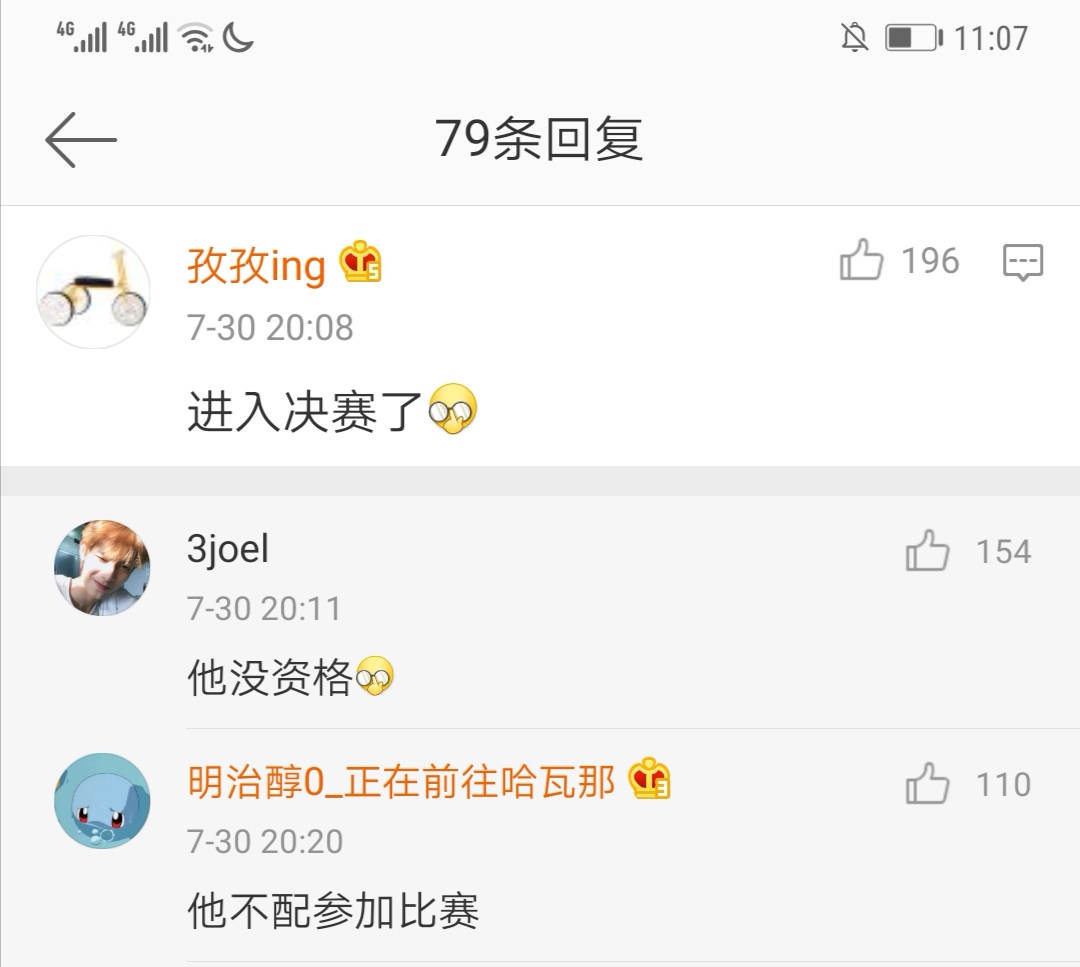 4G 4G 11:07
79条回复
孜孜ing 5 196
7-30 20:08
进入决赛了
3joel 154
7-30 20:11
他没资格
明治醇0_正在前往哈瓦那 3 110
7-30 20:20
他不配参加比赛